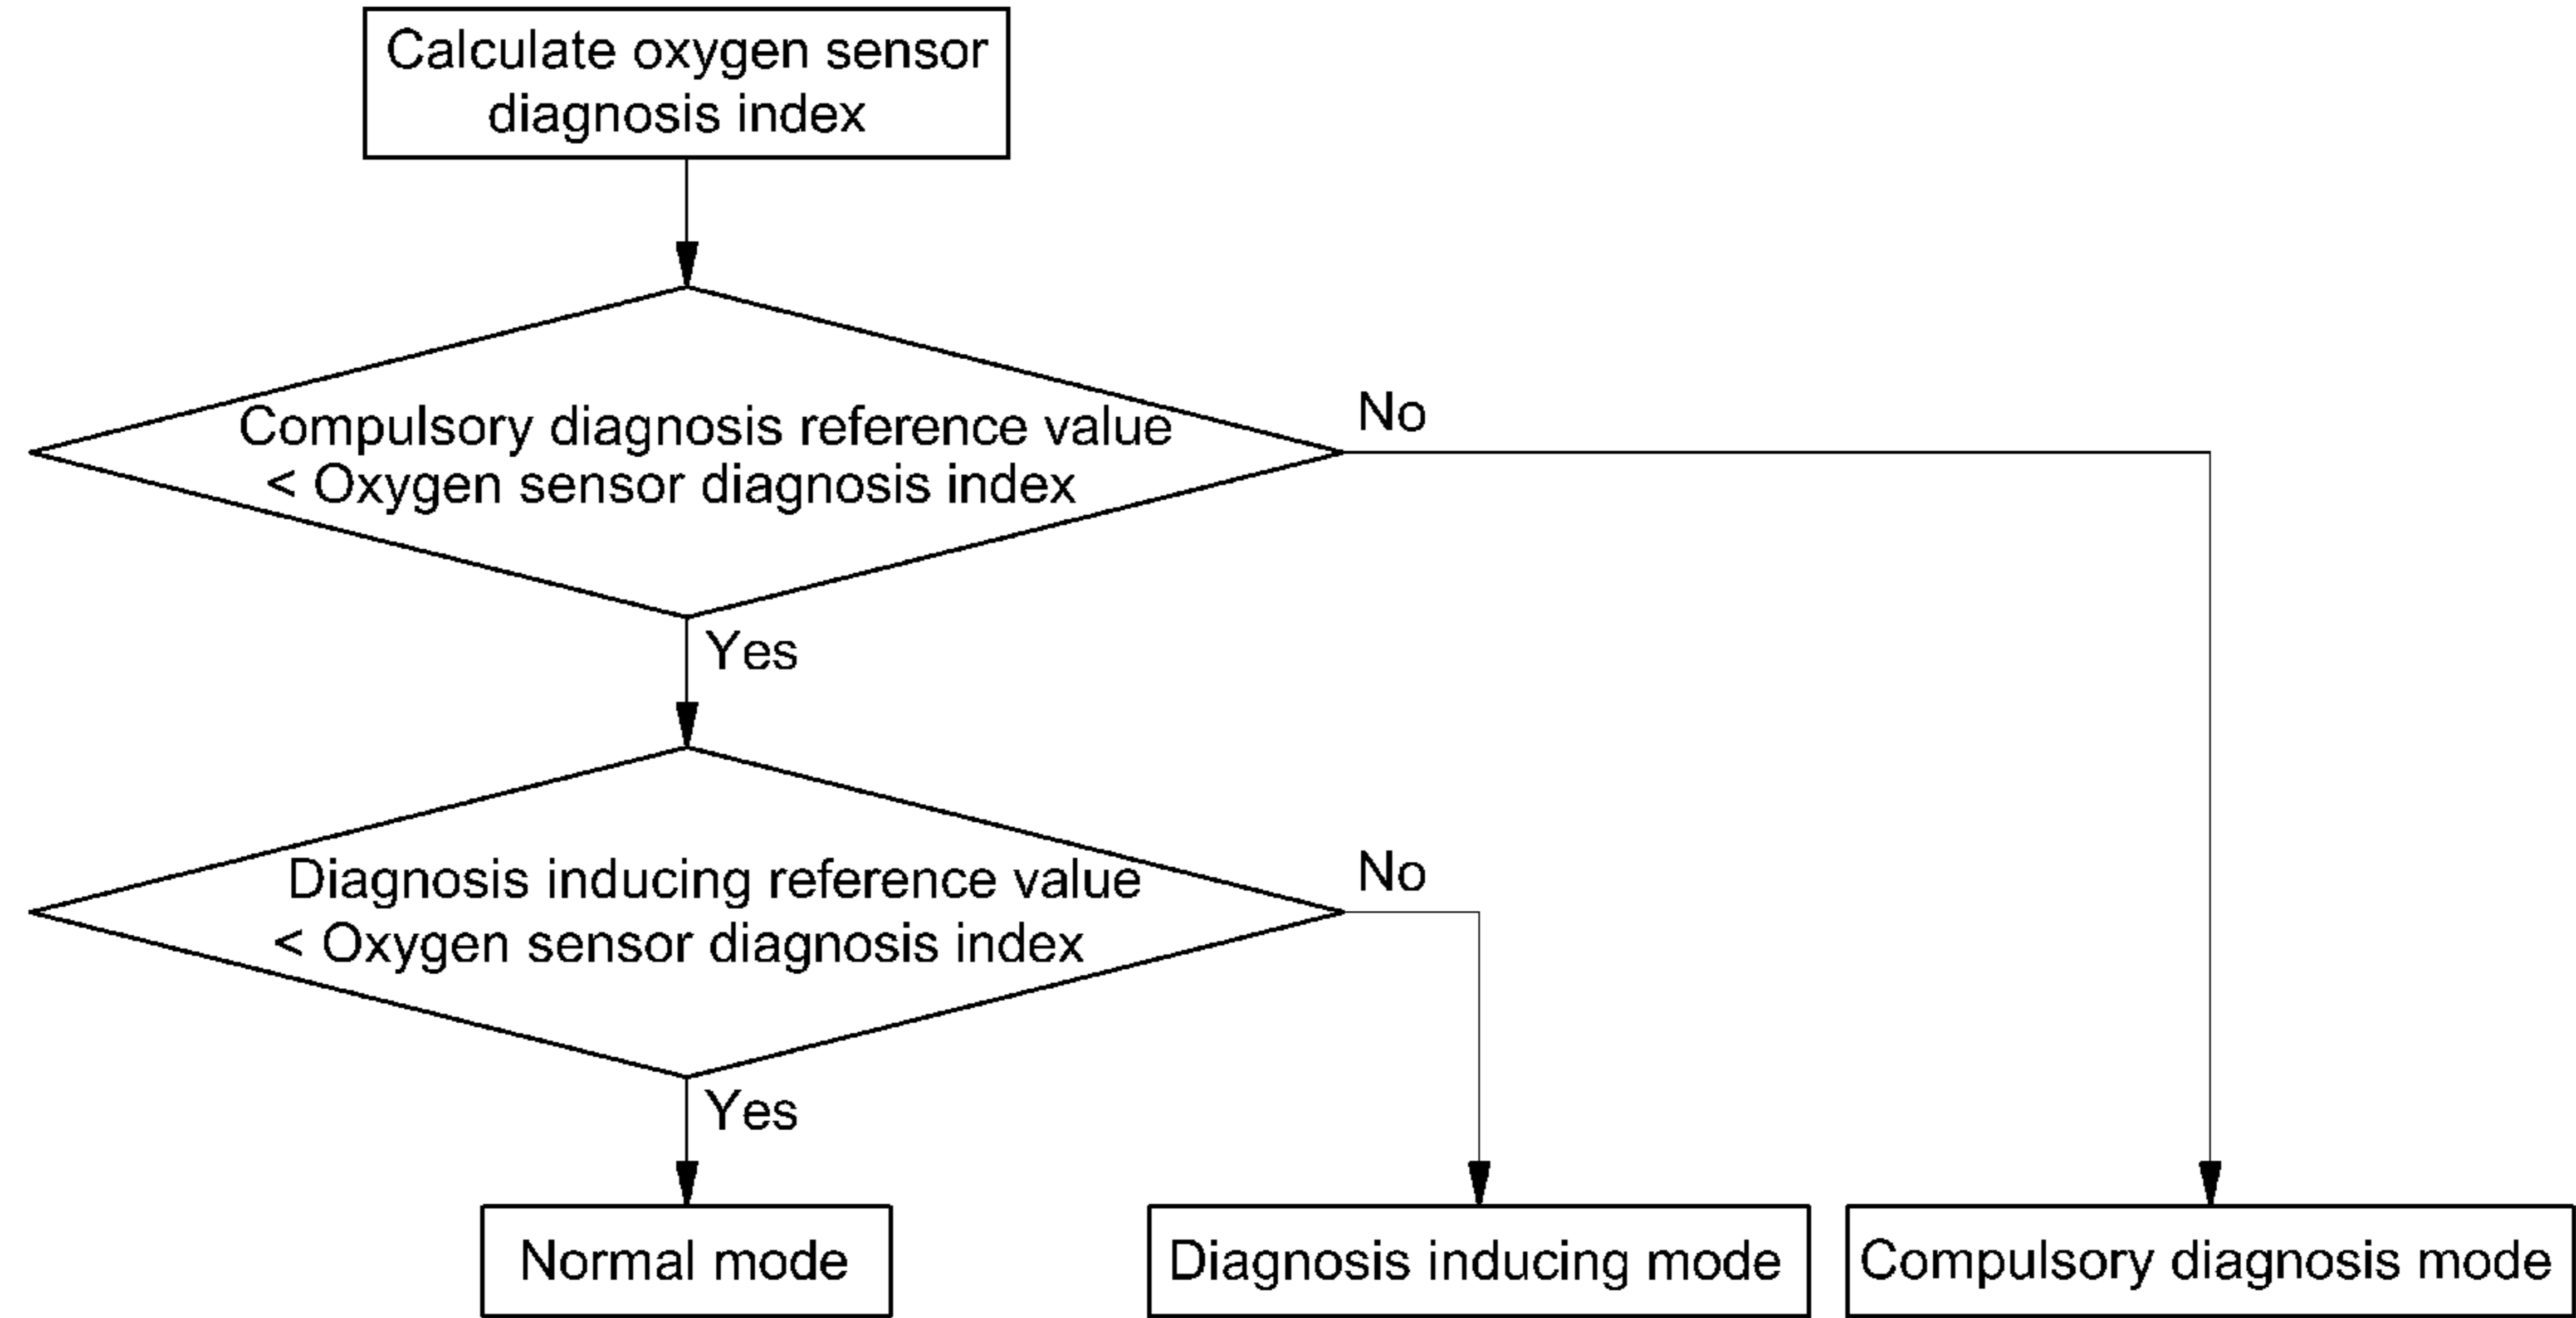 Calculate oxygen sensor
diagnosis index
Compulsory diagnosis reference value
< Oxygen sensor diagnosis index
No
Yes
Diagnosis inducing reference value
< Oxygen sensor diagnosis index
No
Yes
Normal mode
Diagnosis inducing mode
Compulsory diagnosis mode